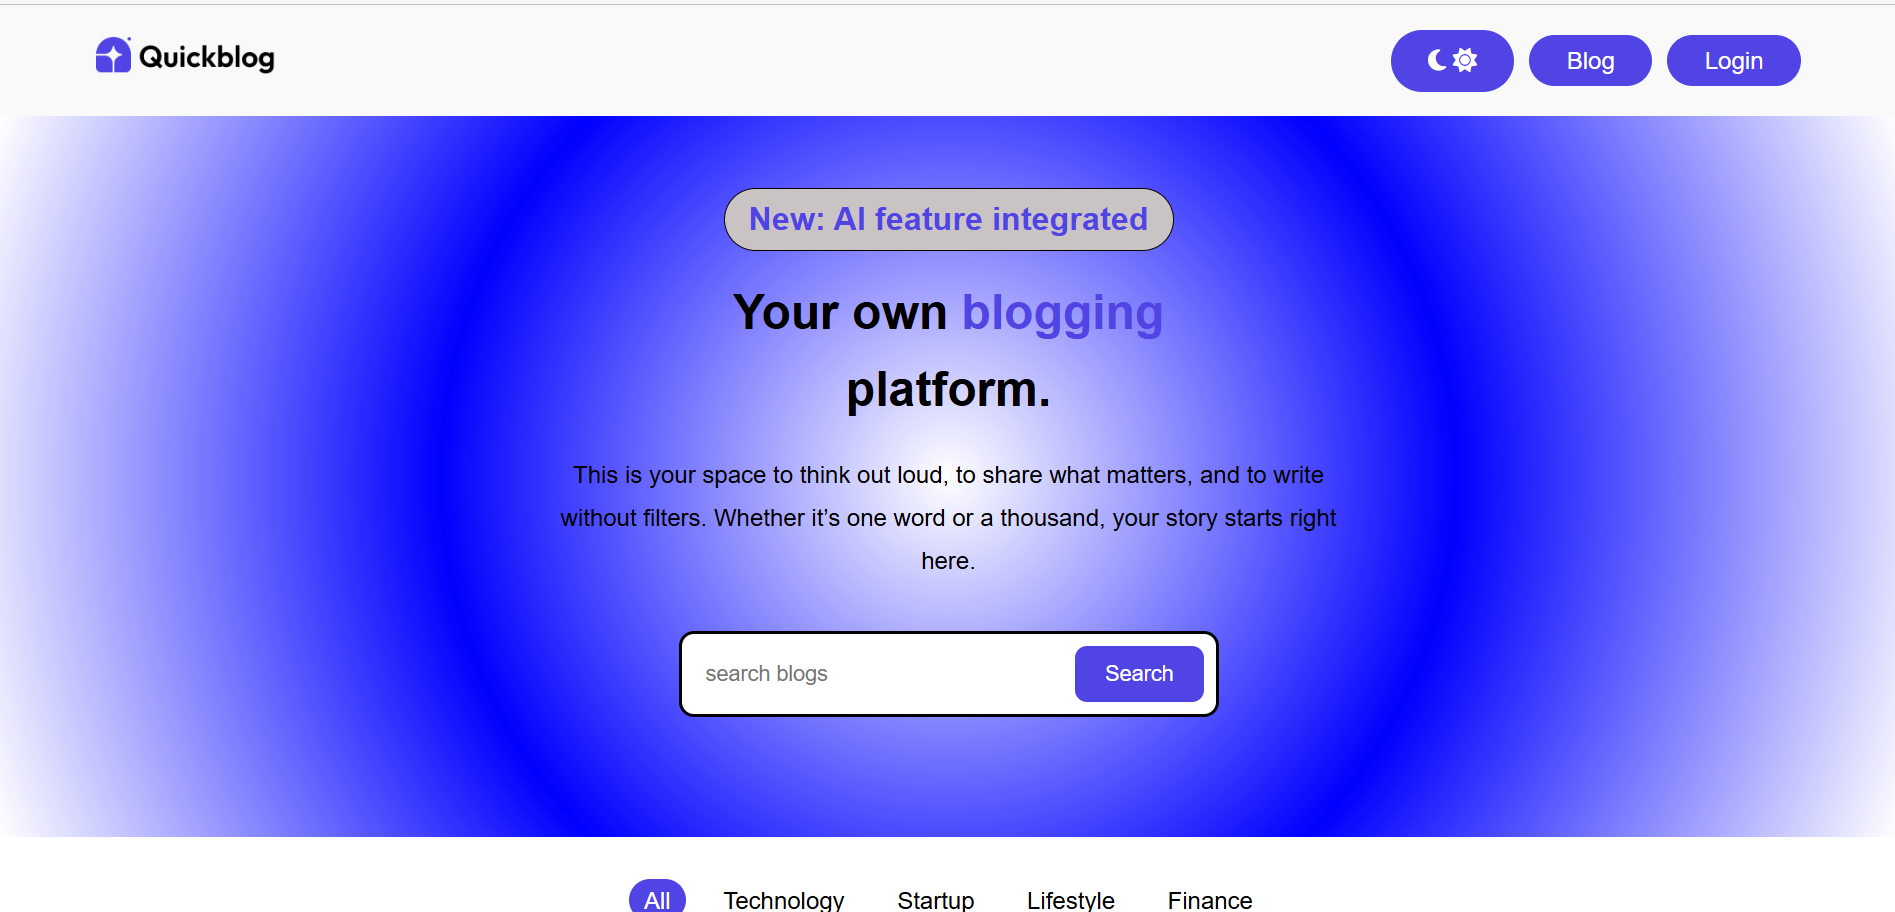 Quickblog
Blog
Login
New: AI feature integrated
Your own blogging
platform.
This is your space to think out loud, to share what matters, and to write
without filters. Whether it’s one word or a thousand, your story starts right
here.
search blogs
Search
All
Technology
Startup
Lifestyle
Finance